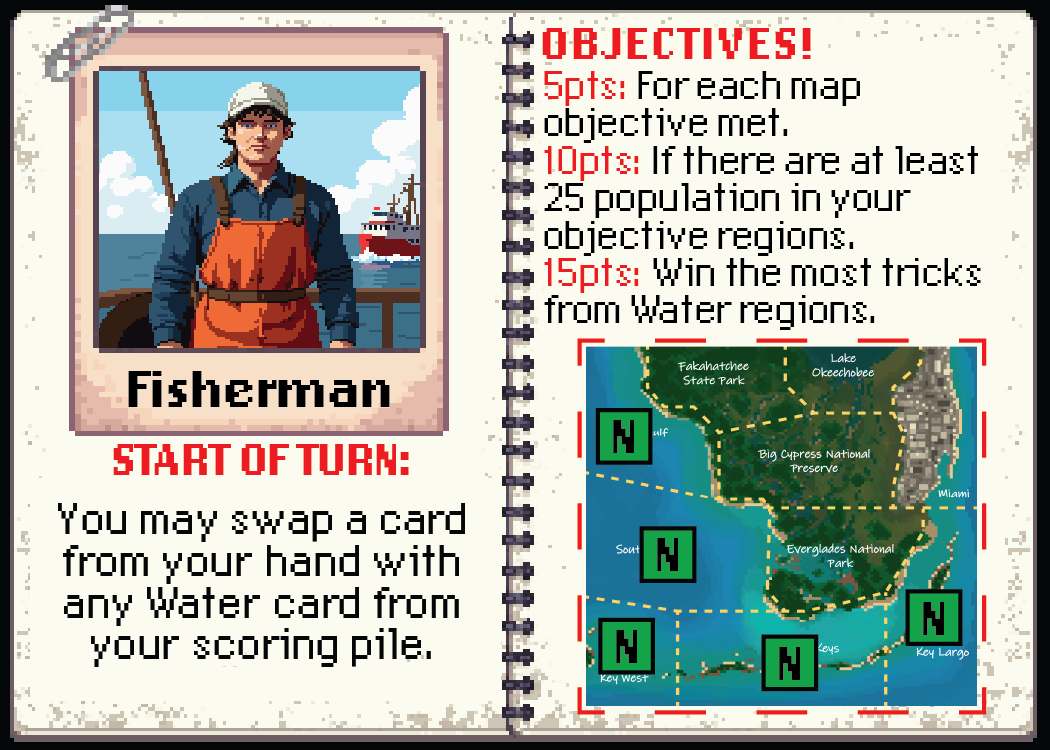 Fisherman
START OF TURN:
You may swap a card
from your hand with
any Water card from
your scoring pile.
OBJECTIVES!
5pts: For each map
objective met.
10pts: If there are at least
25 population in your
objective regions.
15pts: Win the most tricks
from Water regions.
Fakahatchee
State Park
Lake
Okeechobee
N
ulf
Big Cypress National
Preserve
Miami
Sout
N
Everglades National
Park
N
Key West
N
Keys
N
Key Largo